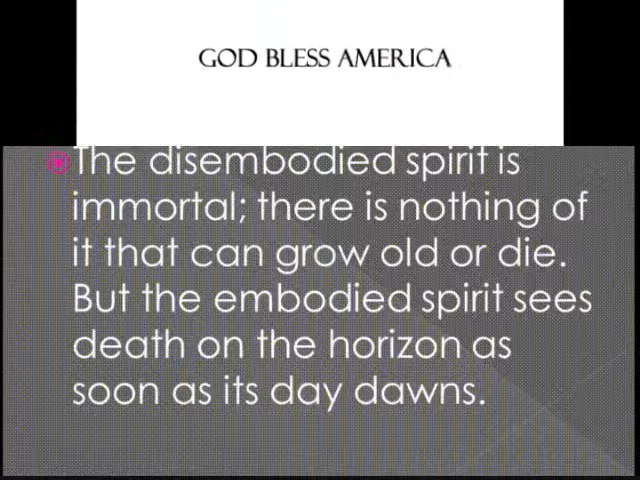 GOD BLESS AMERICA
The disembodied spirit is
immortal; there is nothing of
it that can grow old or die.
But the embodied spirit sees
death on the horizon as
soon as its day dawns.